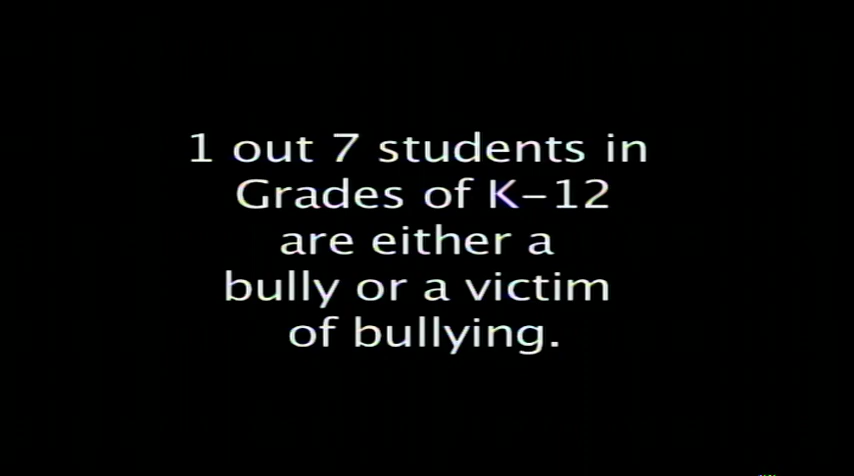 1 out 7 students in
Grades of K-12
are either a
bully or a victim
of bullying.